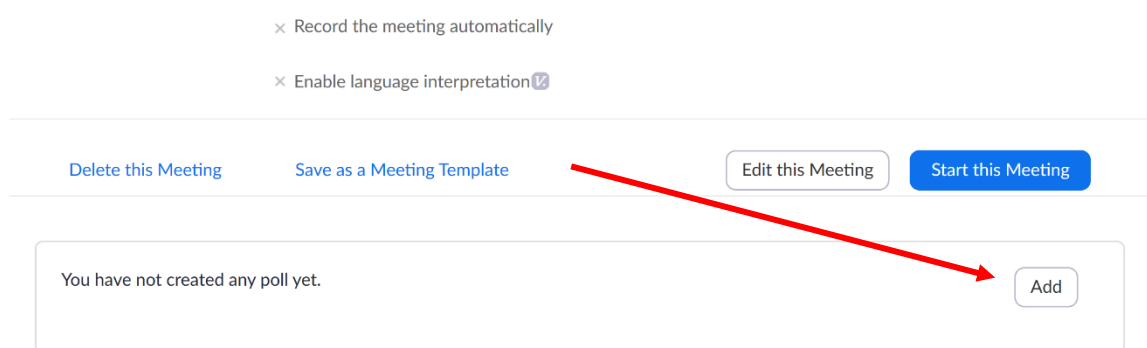 Record the meeting automatically
Enable language interpretation
Delete this Meeting Save as a Meeting Template Edit this Meeting Start this Meeting
You have not created any poll yet. Add